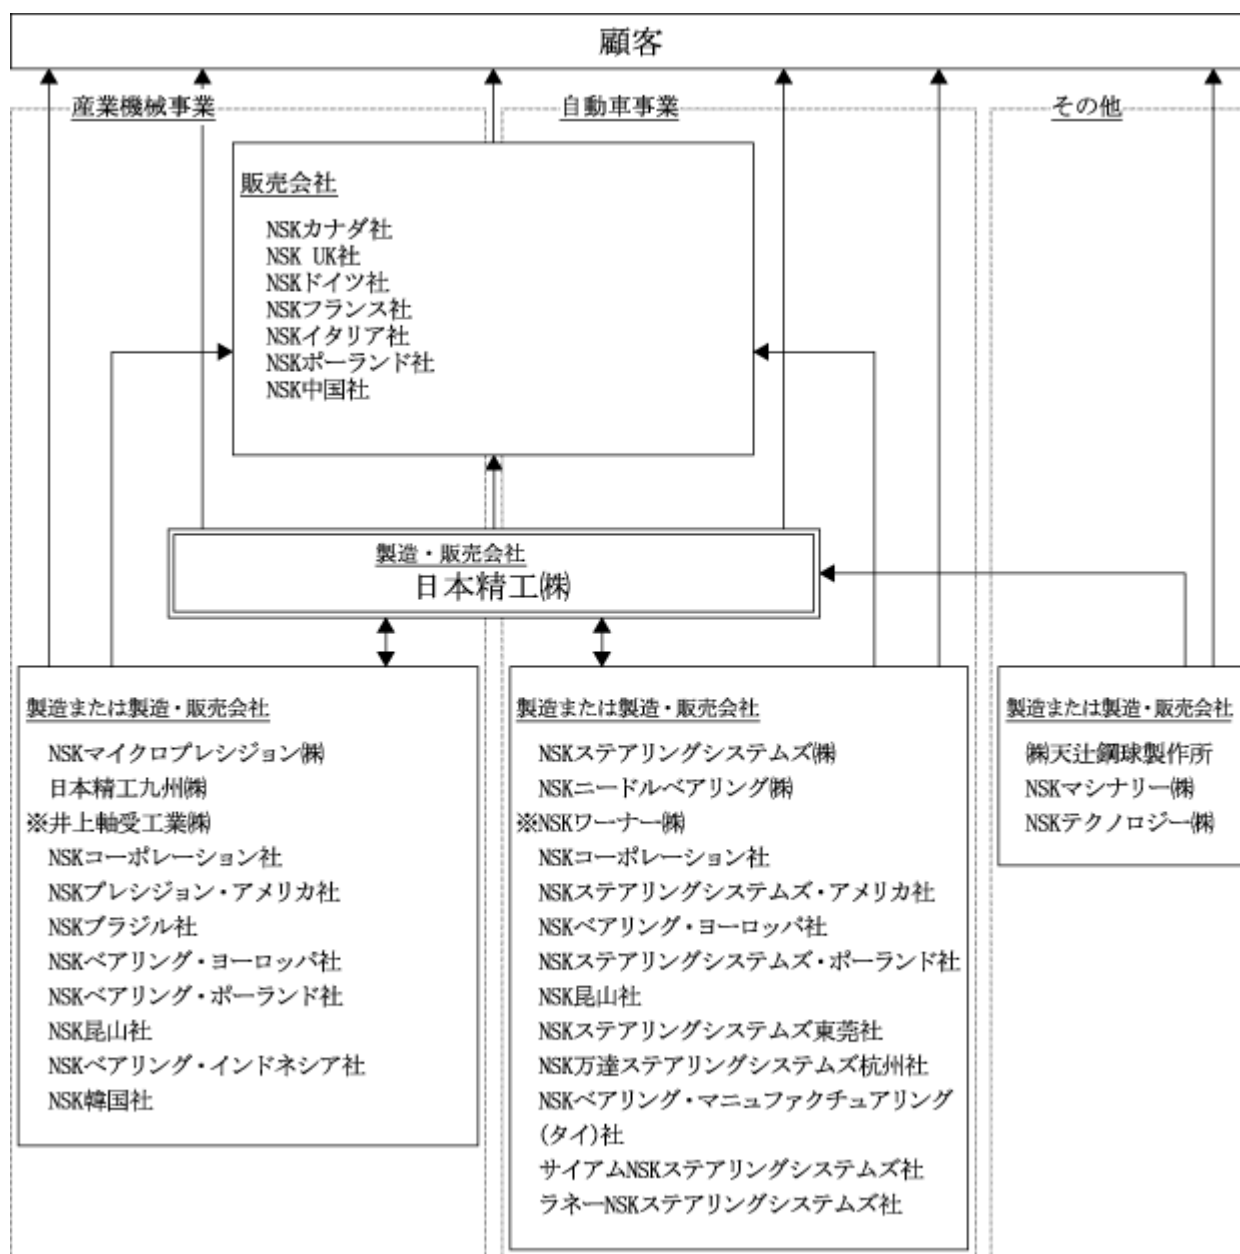 顧客
産業機械事業
自動車事業
その他
販売会社
NSKカナダ社
NSK UK社
NSKドイツ社
NSKフランス社
NSKイタリア社
NSKポーランド社
NSK中国社
製造・販売会社
日本精工㈱
製造または製造・販売会社
NSKマイクロプレシジョン㈱
日本精工九州㈱
※井上軸受工業㈱
NSKコーポレーション社
NSKプレシジョン・アメリカ社
NSKブラジル社
NSKベアリング・ヨーロッパ社
NSKベアリング・ポーランド社
NSK昆山社
NSKベアリング・インドネシア社
NSK韓国社
製造または製造・販売会社
NSKステアリングシステムズ㈱
NSKニードルベアリング㈱
※NSKワーナー㈱
NSKコーポレーション社
NSKステアリングシステムズ・アメリカ社
NSKベアリング・ヨーロッパ社
NSKステアリングシステムズ・ポーランド社
NSK昆山社
NSKステアリングシステムズ東莞社
NSK万達ステアリングシステムズ杭州社
NSKベアリング・マニュファクチュアリング
(タイ)社
サイアムNSKステアリングシステムズ社
ラネーNSKステアリングシステムズ社
製造または製造・販売会社
㈱天辻鋼球製作所
NSKマシナリー㈱
NSKテクノロジー㈱